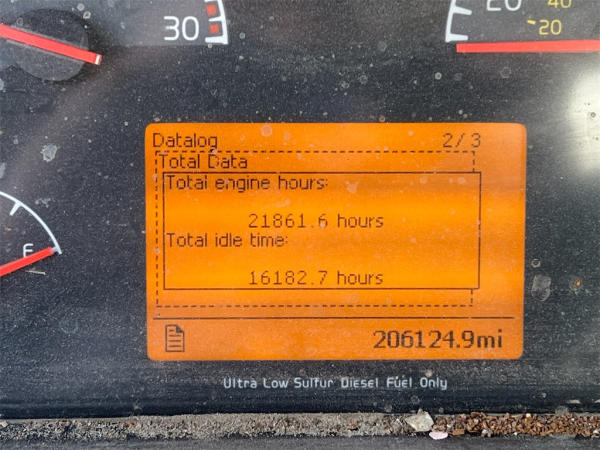 30
20
40
-20
Datalog 2/3
Total Data
Total engine hours:
21861.6 hours
Total idle time:
16182.7 hours
F
206124.9mi
Ultra Low Sulfur Diesel Fuel Only